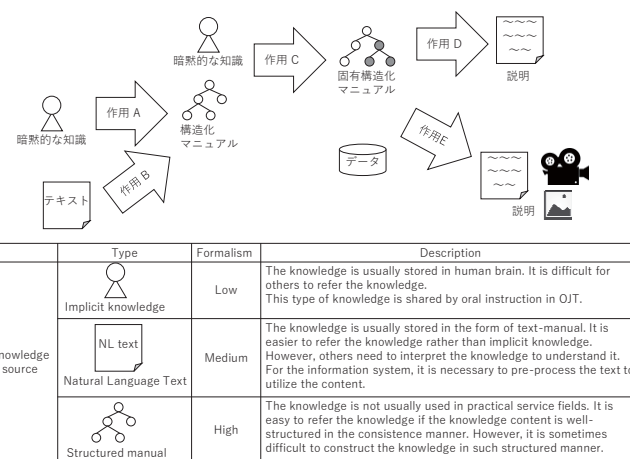 暗黙的な知識
作用 C
作用 D
固有構造化
マニュアル
説明
暗黙的な知識
作用 A
構造化
マニュアル
作用E
データ
作用 B
テキスト
説明
Type
Formalism
Description
Implicit knowledge
Low
The knowledge is usually stored in human brain. It is difficult for
others to refer the knowledge.
This type of knowledge is shared by oral instruction in OJT.
nowledge
source
NL text
Natural Language Text
Medium
The knowledge is usually stored in the form of text-manual. It is
easier to refer the knowledge rather than implicit knowledge.
However, others need to interpret the knowledge to understand it.
For the information system, it is necessary to pre-process the text to
utilize the content.
Structured manual
High
The knowledge is not usually used in practical service fields. It is
easy to refer the knowledge if the knowledge content is well-
structured in the consistence manner. However, it is sometimes
difficult to construct the knowledge in such structured manner.